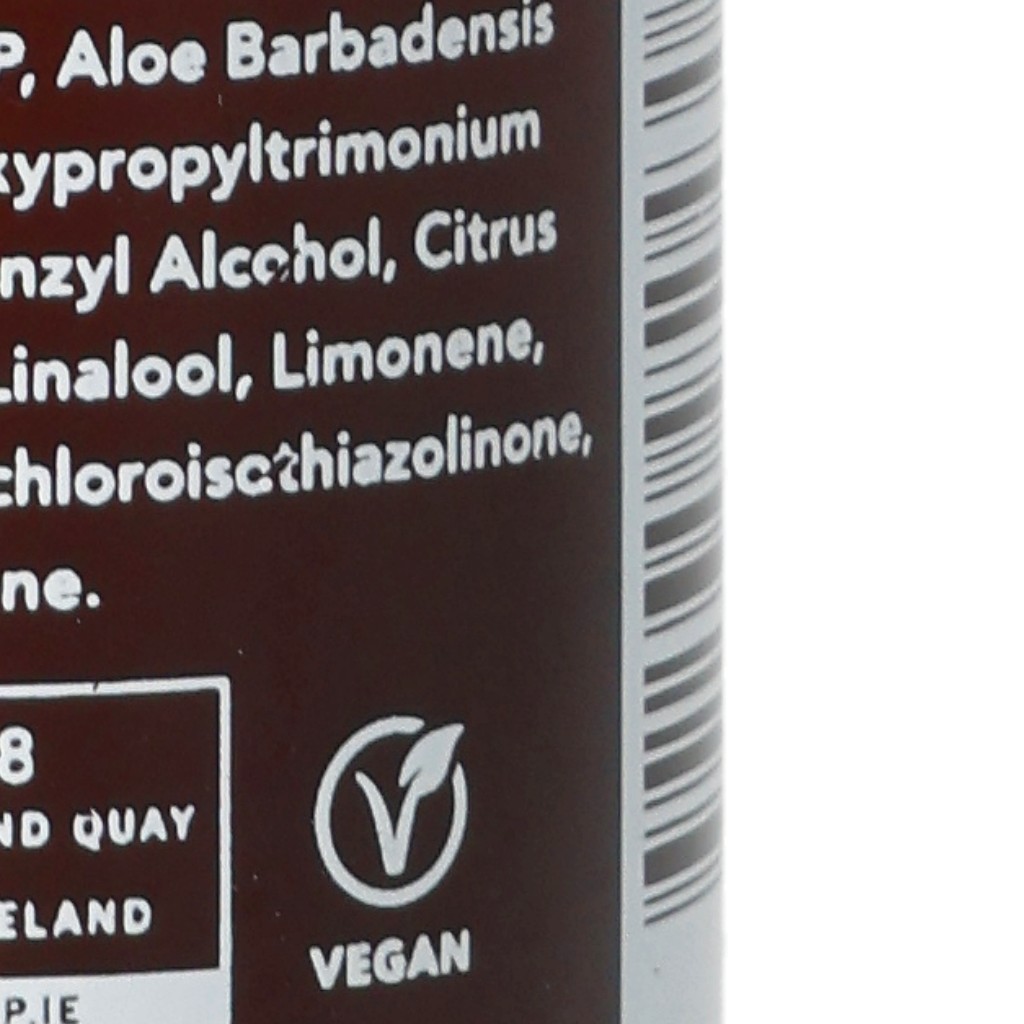 P, Aloe Barbadensis
xypropyltrimonium
nzyl Alcohol, Citrus
Linalool, Limonene,
chloroisothiazolinone,
ne.
8
ND QUAY
ELAND
P.IE
VEGAN